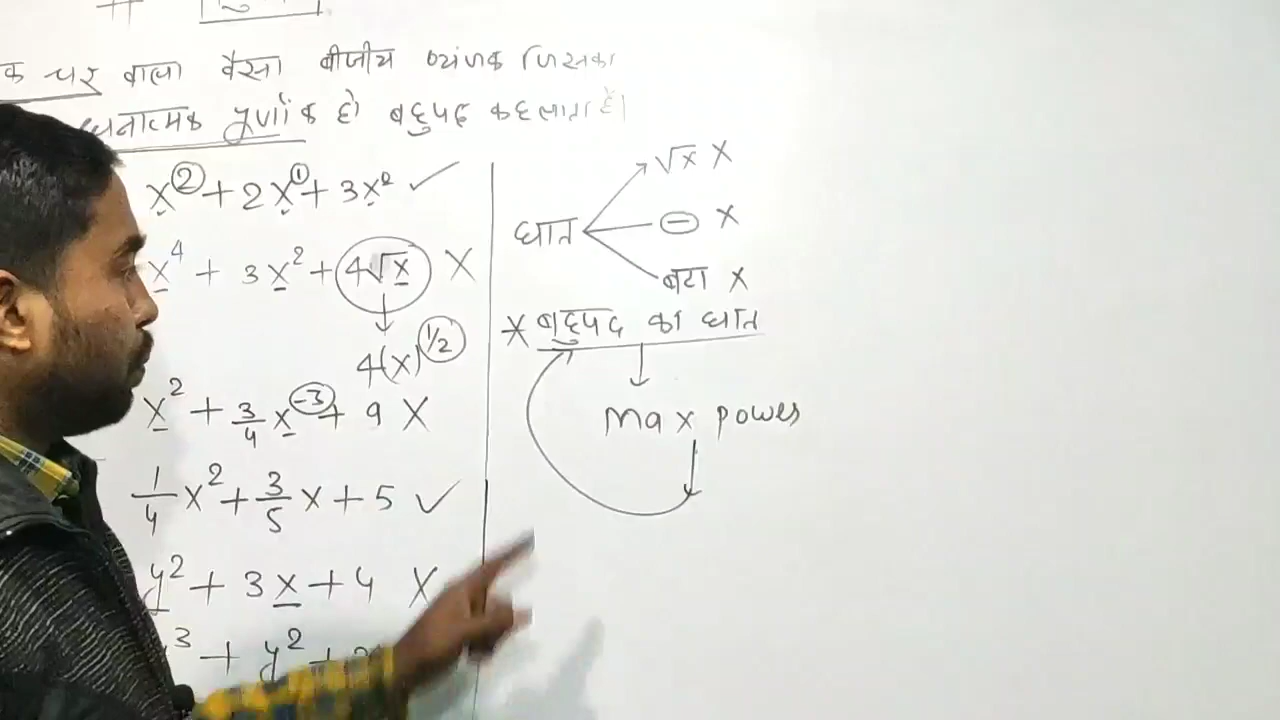 क चर वाला वैसा बीजीय व्यंजक जिसका
धनात्मक पूर्णांक हो बहुपद कहलाता है।
x² + 2x¹ + 3x⁰ ✓
x⁴ + 3x² + 4√x X
4(x)^1/2
x² + 3/4 x⁻³ + 9 X
1/4 x² + 3/5 x + 5 ✓
y² + 3x + 4 X
³ + y² +
घात
√x X
⊖ X
बटा X
* बहुपद का घात
Max power